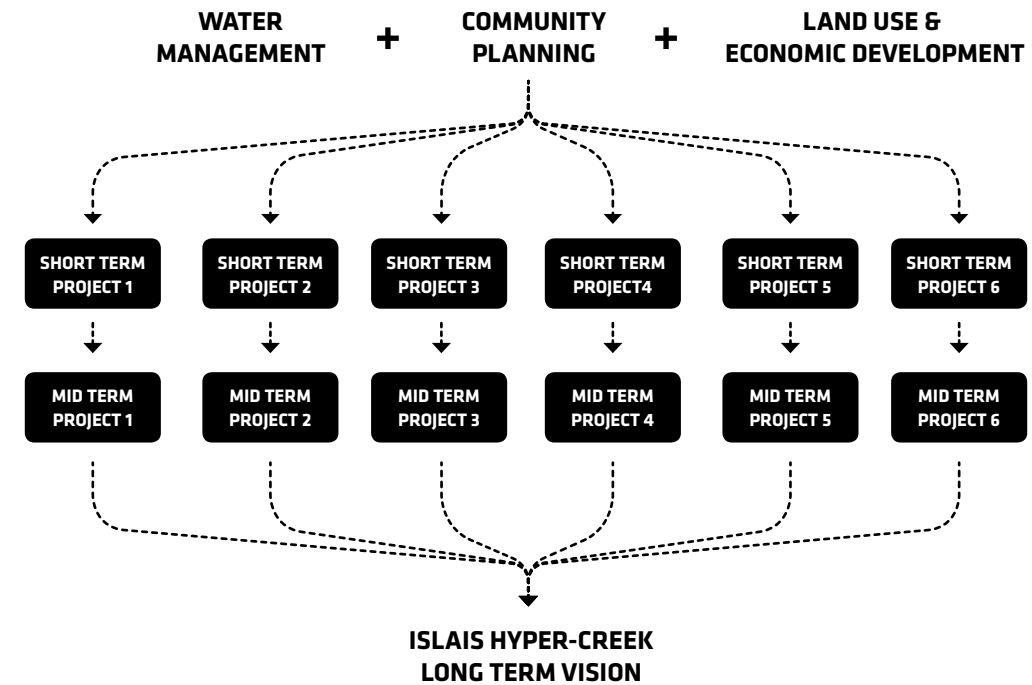 WATER
MANAGEMENT
+
COMMUNITY
PLANNING
+
LAND USE &
ECONOMIC DEVELOPMENT
SHORT TERM
PROJECT 1
SHORT TERM
PROJECT 2
SHORT TERM
PROJECT 3
SHORT TERM
PROJECT4
SHORT TERM
PROJECT 5
SHORT TERM
PROJECT 6
MID TERM
PROJECT 1
MID TERM
PROJECT 2
MID TERM
PROJECT 3
MID TERM
PROJECT 4
MID TERM
PROJECT 5
MID TERM
PROJECT 6
ISLAIS HYPER-CREEK
LONG TERM VISION